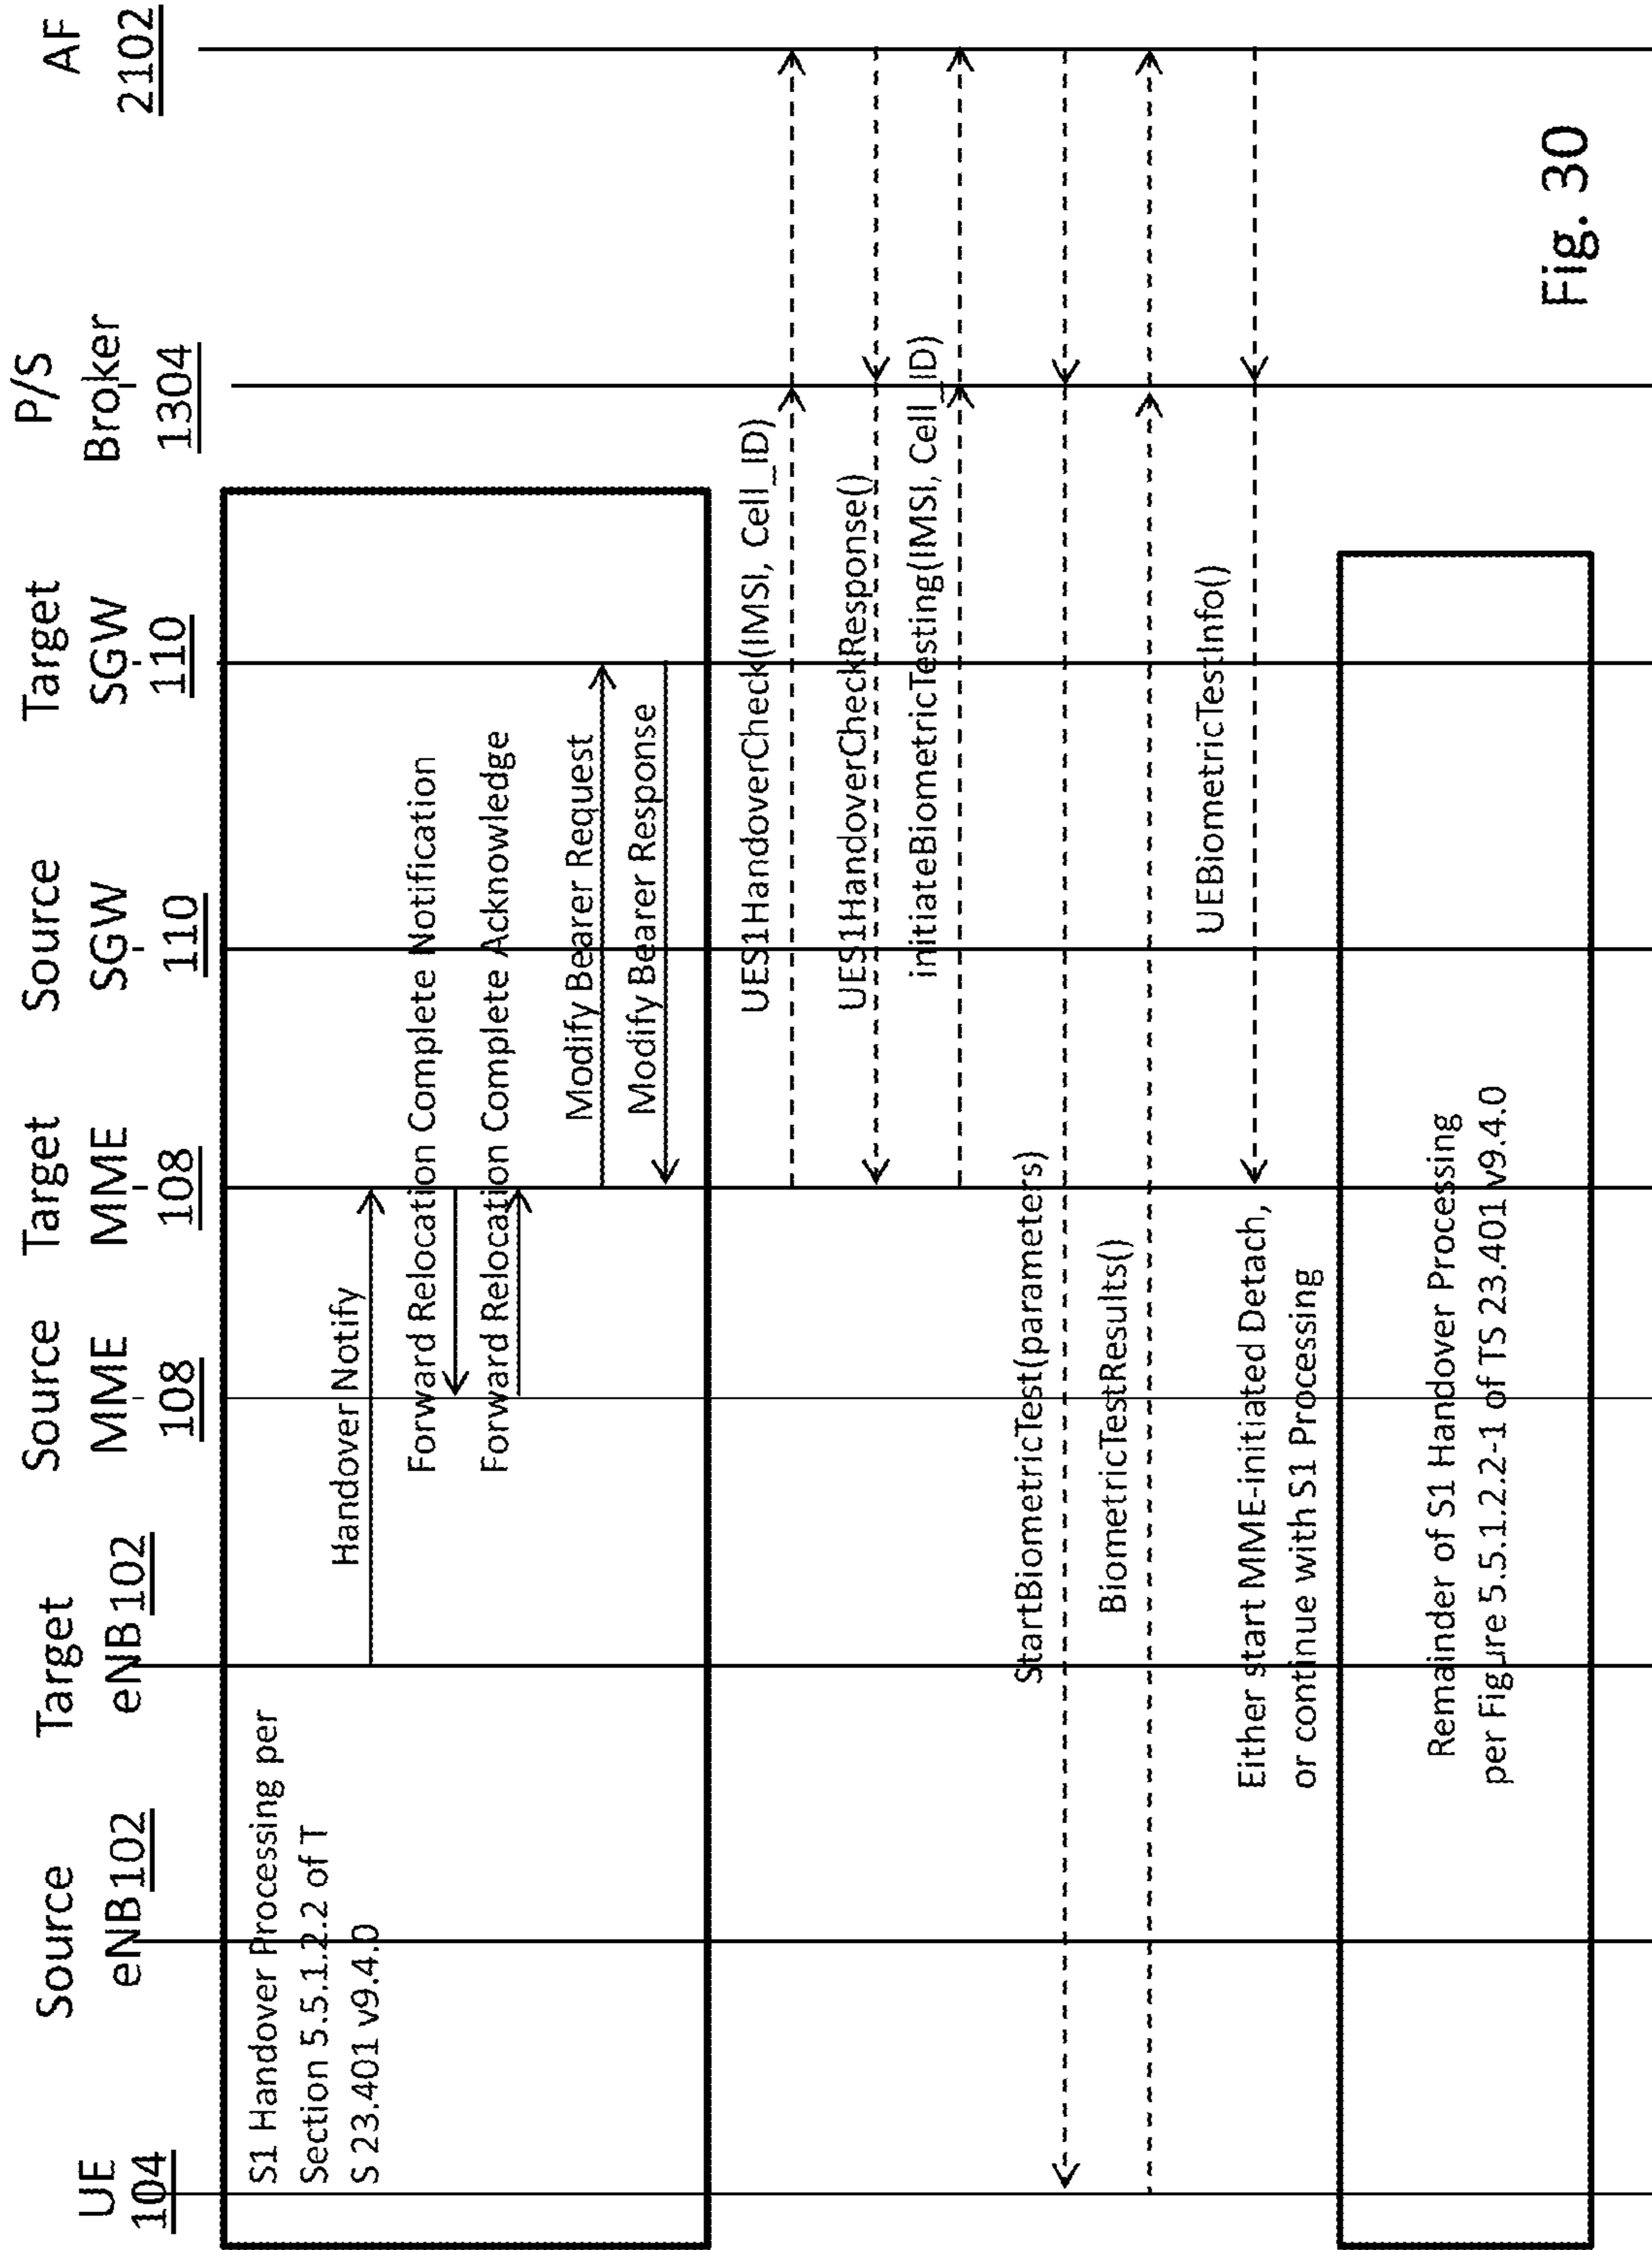 UE
104
Source
eNB 102
Target
eNB 102
Source
MME
108
Target
MME
108
Source
SGW
110
Target
SGW
110
P/S
Broker
1304
AF
2102
S1 Handover Processing per
Section 5.5.1.2.2 of T
S 23.401 v9.4.0
Handover Notify
Forward Relocation Complete Notification
Forward Relocation Complete Acknowledge
Modify Bearer Request
Modify Bearer Response
UES1HandoverCheck(IMSI, Cell_ID)
UES1HandoverCheckResponse()
initiateBiometricTesting(IMSI, Cell_ID)
StartBiometricTest(parameters)
BiometricTestResults()
UEBiometricTestInfo()
Either start MME-initiated Detach,
or continue with S1 Processing
Remainder of S1 Handover Processing
per Figure 5.5.1.2.2-1 of TS 23.401 v9.4.0
Fig. 30